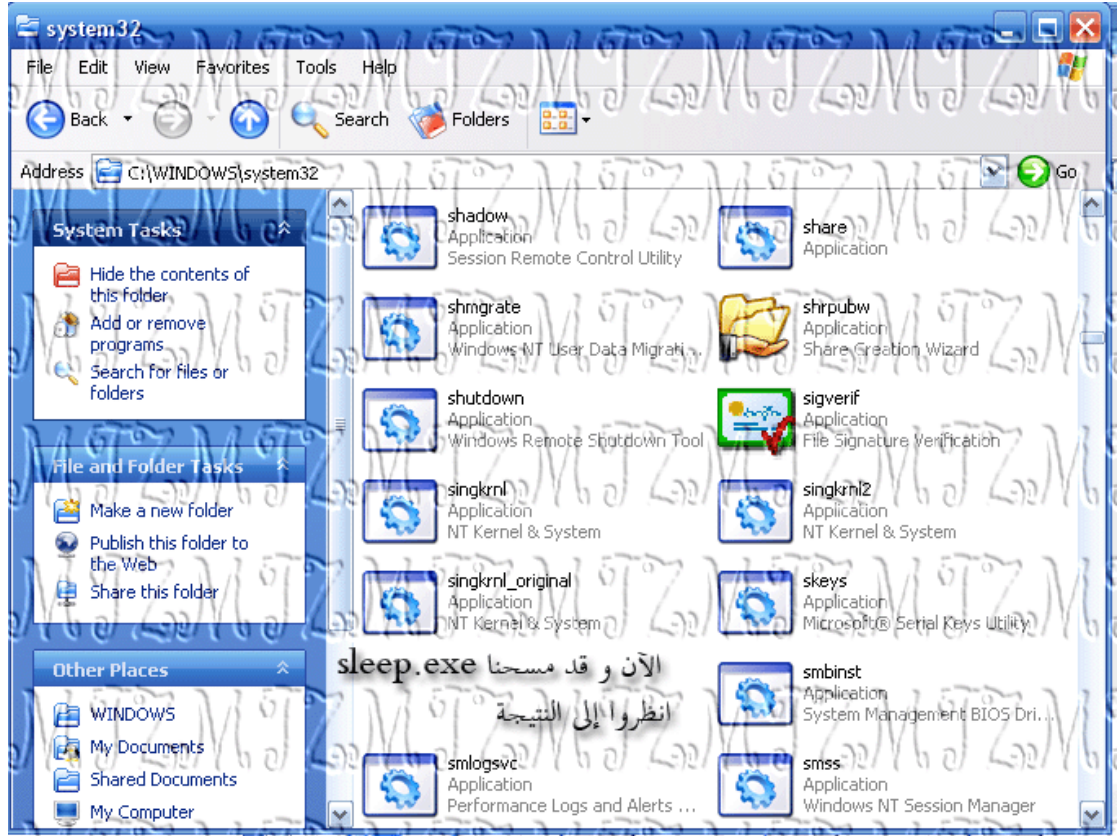 system32
File Edit View Favorites Tools Help
Back Search Folders
Address C:\WINDOWS\system32 Go
System Tasks
Hide the contents of
this folder
Add or remove
programs
Search for files or
folders
File and Folder Tasks
Make a new folder
Publish this folder to
the Web
Share this folder
Other Places
WINDOWS
My Documents
Shared Documents
My Computer
shadow
Application
Session Remote Control Utility
share
Application
shmgrate
Application
Windows NT User Data Migrati...
shrpubw
Application
Share Creation Wizard
shutdown
Application
Windows Remote Shutdown Tool
sigverif
Application
File Signature Verification
singkrnl
Application
NT Kernel & System
singkrnl2
Application
NT Kernel & System
singkrnl_original
Application
NT Kernel & System
skeys
Application
Microsoft® Serial Keys Utility
الآن و قد مسحنا sleep.exe
انظروا إلى النتيجة
smbinst
Application
System Management BIOS Dri...
smlogsvc
Application
Performance Logs and Alerts ...
smss
Application
Windows NT Session Manager